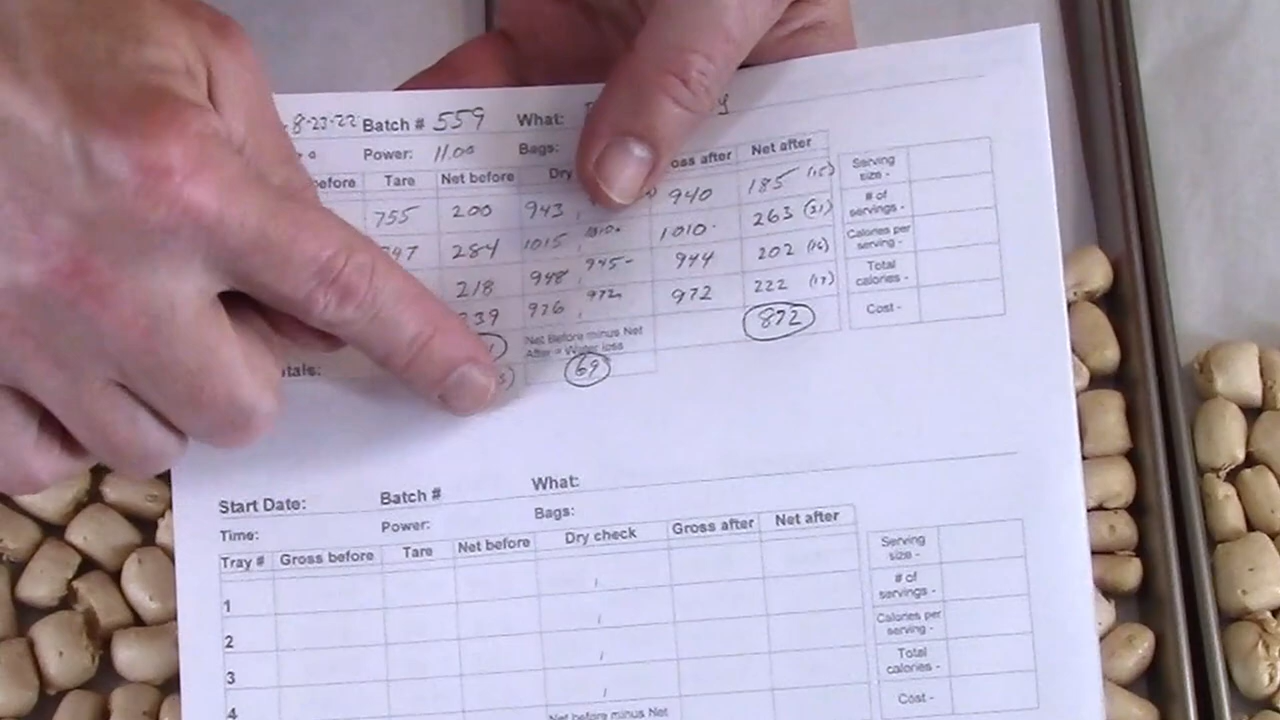 8-23-22 Batch # 559 What:
Power: 11.00 Bags:
before Tare Net before Dry oss after Net after Serving size -
755 200 943, 940 185 (15) # of servings -
47 284 1015, 1010. 1010. 263 (21) Calories per serving -
218 948, 945- 944 202 (16) Total calories -
239 976, 972 972 222 (17) Cost -
Net Before minus Net After = Water loss 872
tals: 69
Start Date: Batch # What:
Time: Power: Bags:
Tray # Gross before Tare Net before Dry check Gross after Net after Serving size -
1 / # of servings -
2 / Calories per serving -
3 / Total calories -
4 / Cost -
Net before minus Net